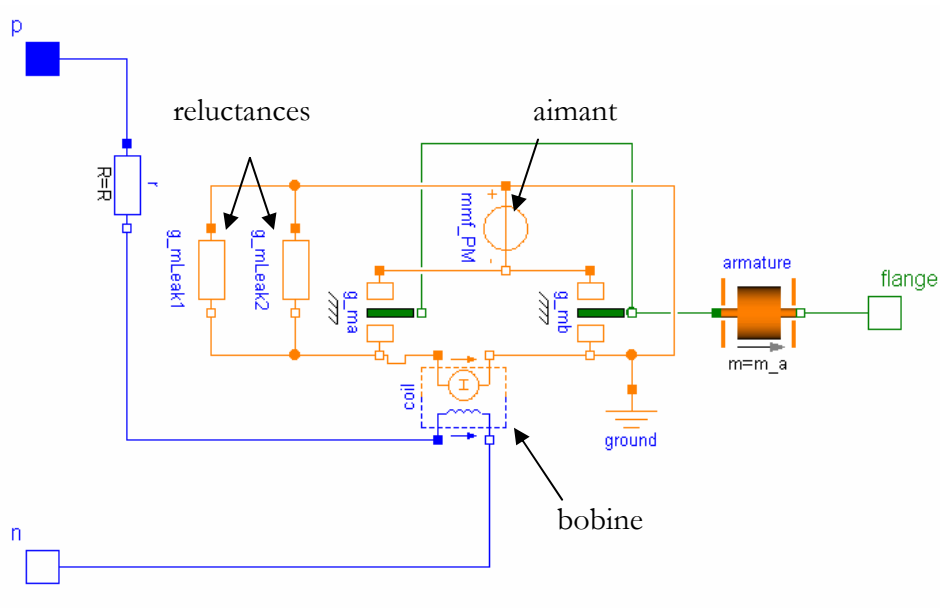 p
reluctances
aimant
R=R
r
g_mLeak1
g_mLeak2
mmf_PM
+
-
g_ma
g_mb
armature
flange
m=m_a
coil
I
ground
bobine
n